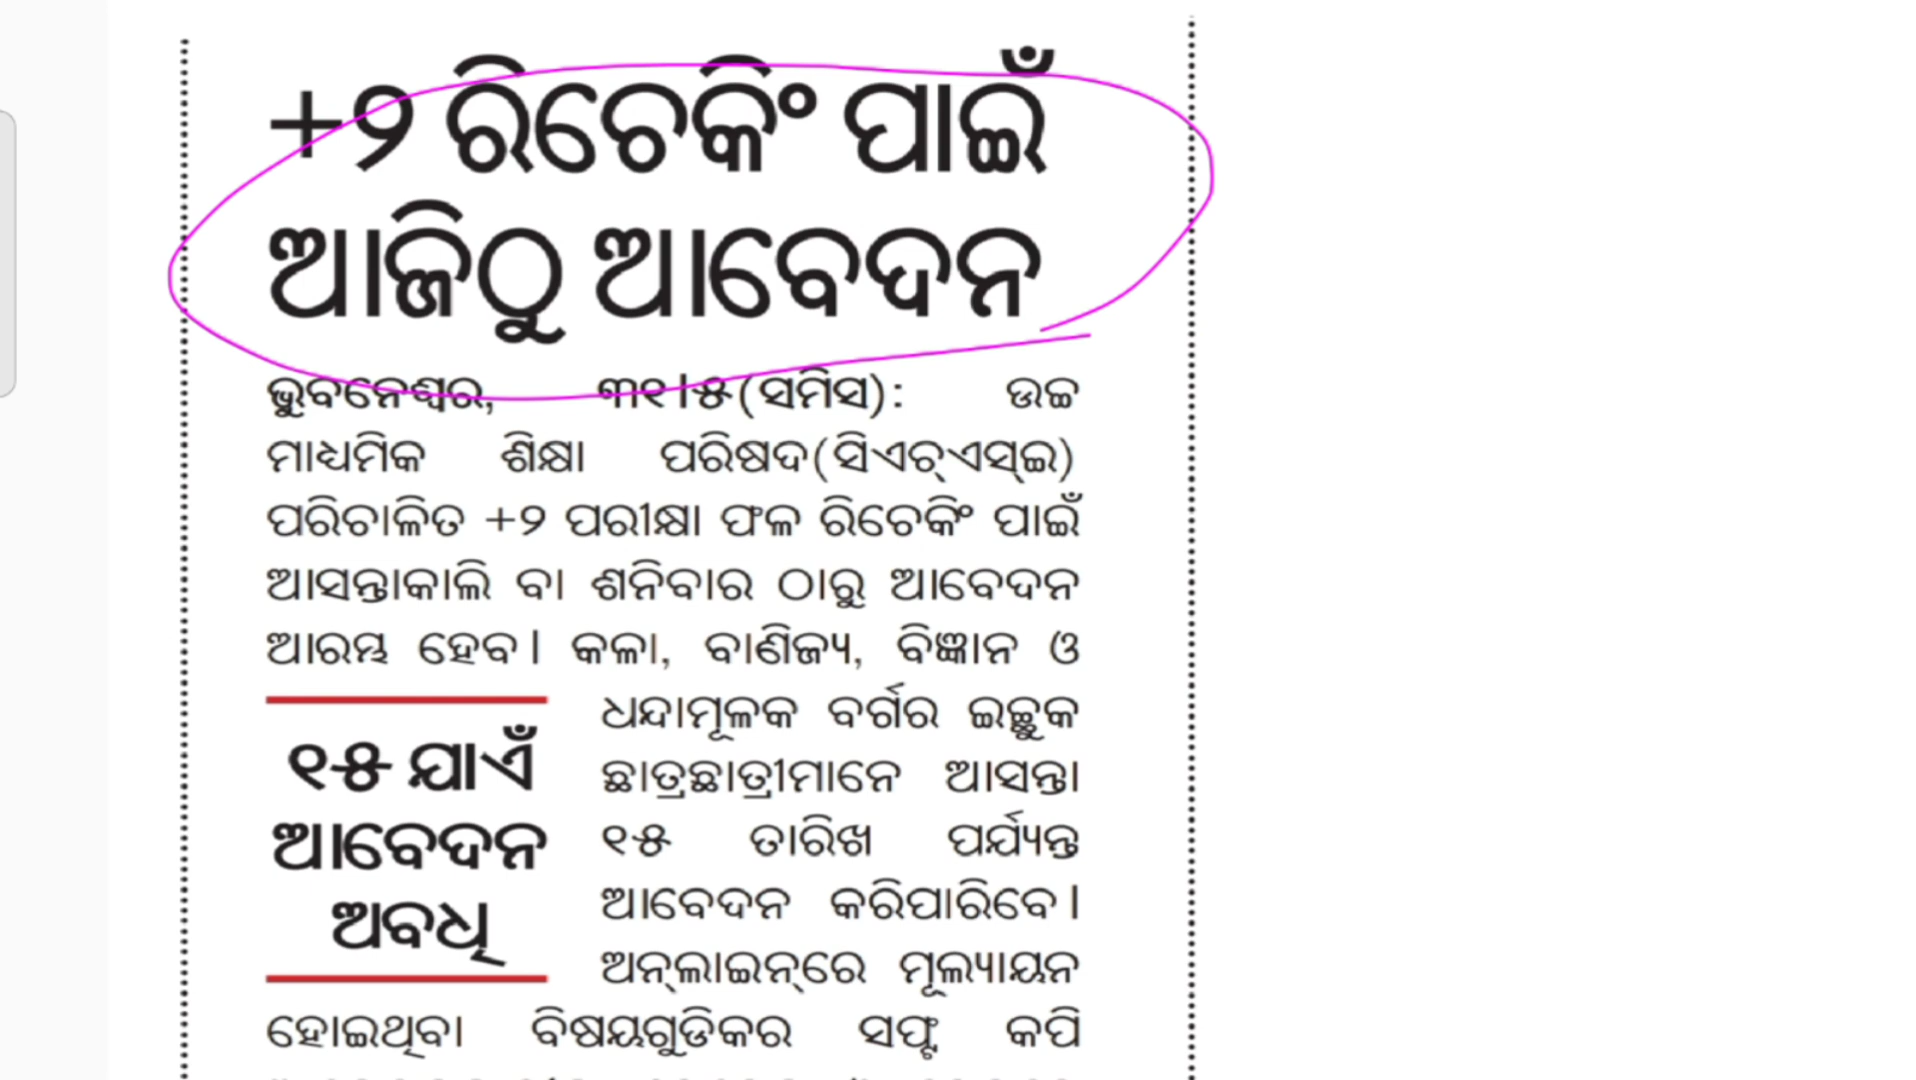 +୨ ରିଚେକିଂ ପାଇଁ
ଆଜିଠୁ ଆବେଦନ
ଭୁବନେଶ୍ୱର, ୩୧।୫(ସମିସ): ଉଚ୍ଚ
ମାଧ୍ୟମିକ ଶିକ୍ଷା ପରିଷଦ(ସିଏଚ୍ଏସ୍ଇ)
ପରିଚାଳିତ +୨ ପରୀକ୍ଷା ଫଳ ରିଚେକିଂ ପାଇଁ
ଆସନ୍ତାକାଲି ବା ଶନିବାର ଠାରୁ ଆବେଦନ
ଆରମ୍ଭ ହେବ। କଳା, ବାଣିଜ୍ୟ, ବିଜ୍ଞାନ ଓ
ଧନ୍ଦାମୂଳକ ବର୍ଗର ଇଚ୍ଛୁକ
ଛାତ୍ରଛାତ୍ରୀମାନେ ଆସନ୍ତା
୧୫ ତାରିଖ ପର୍ଯ୍ୟନ୍ତ
ଆବେଦନ କରିପାରିବେ।
ଅନ୍‌ଲାଇନ୍‌ରେ ମୂଲ୍ୟାୟନ
୧୫ ଯାଏଁ
ଆବେଦନ
ଅବଧି
ହୋଇଥିବା ବିଷୟଗୁଡିକର ସଫ୍ଟ କପି